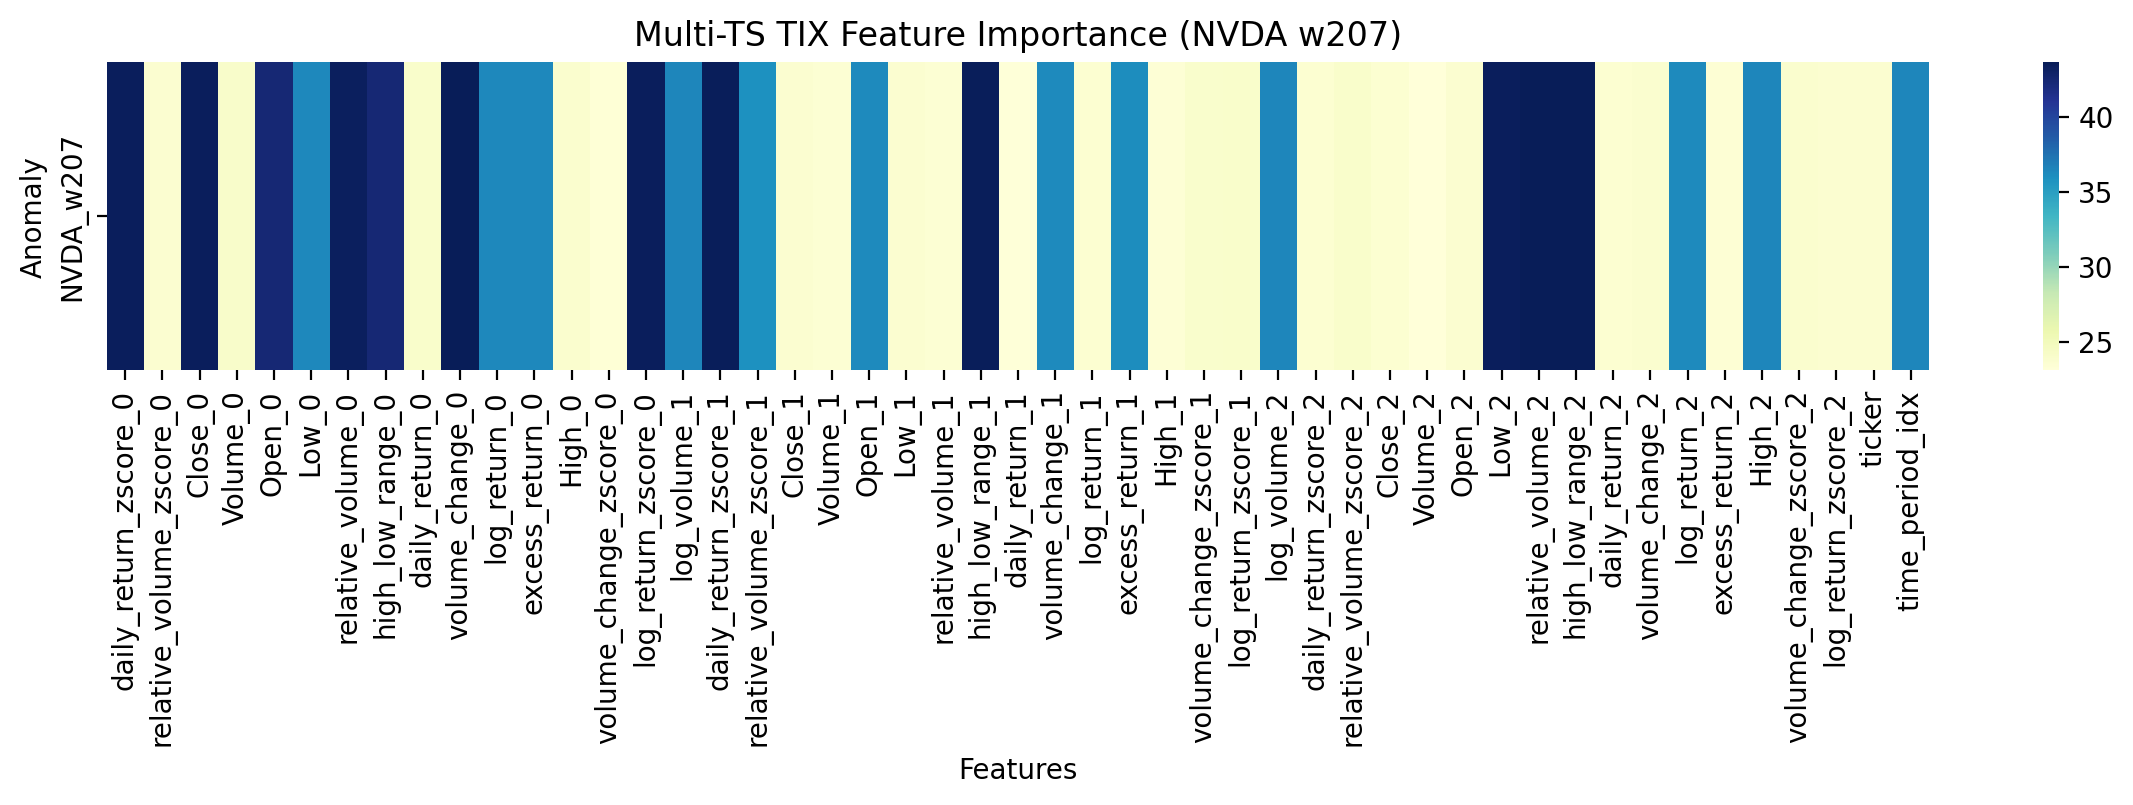 Multi-TS TIX Feature Importance (NVDA w207)
Anomaly
NVDA_w207
40
35
30
25
daily_return_zscore_0
relative_volume_zscore_0
Close_0
Volume_0
Open_0
Low_0
relative_volume_0
high_low_range_0
daily_return_0
volume_change_0
log_return_0
excess_return_0
High_0
volume_change_zscore_0
log_return_zscore_0
log_volume_1
daily_return_zscore_1
relative_volume_zscore_1
Close_1
Volume_1
Open_1
Low_1
relative_volume_1
high_low_range_1
daily_return_1
volume_change_1
log_return_1
excess_return_1
High_1
volume_change_zscore_1
log_return_zscore_1
log_volume_2
daily_return_zscore_2
relative_volume_zscore_2
Close_2
Volume_2
Open_2
Low_2
relative_volume_2
high_low_range_2
daily_return_2
volume_change_2
log_return_2
excess_return_2
High_2
volume_change_zscore_2
log_return_zscore_2
ticker
time_period_idx
Features